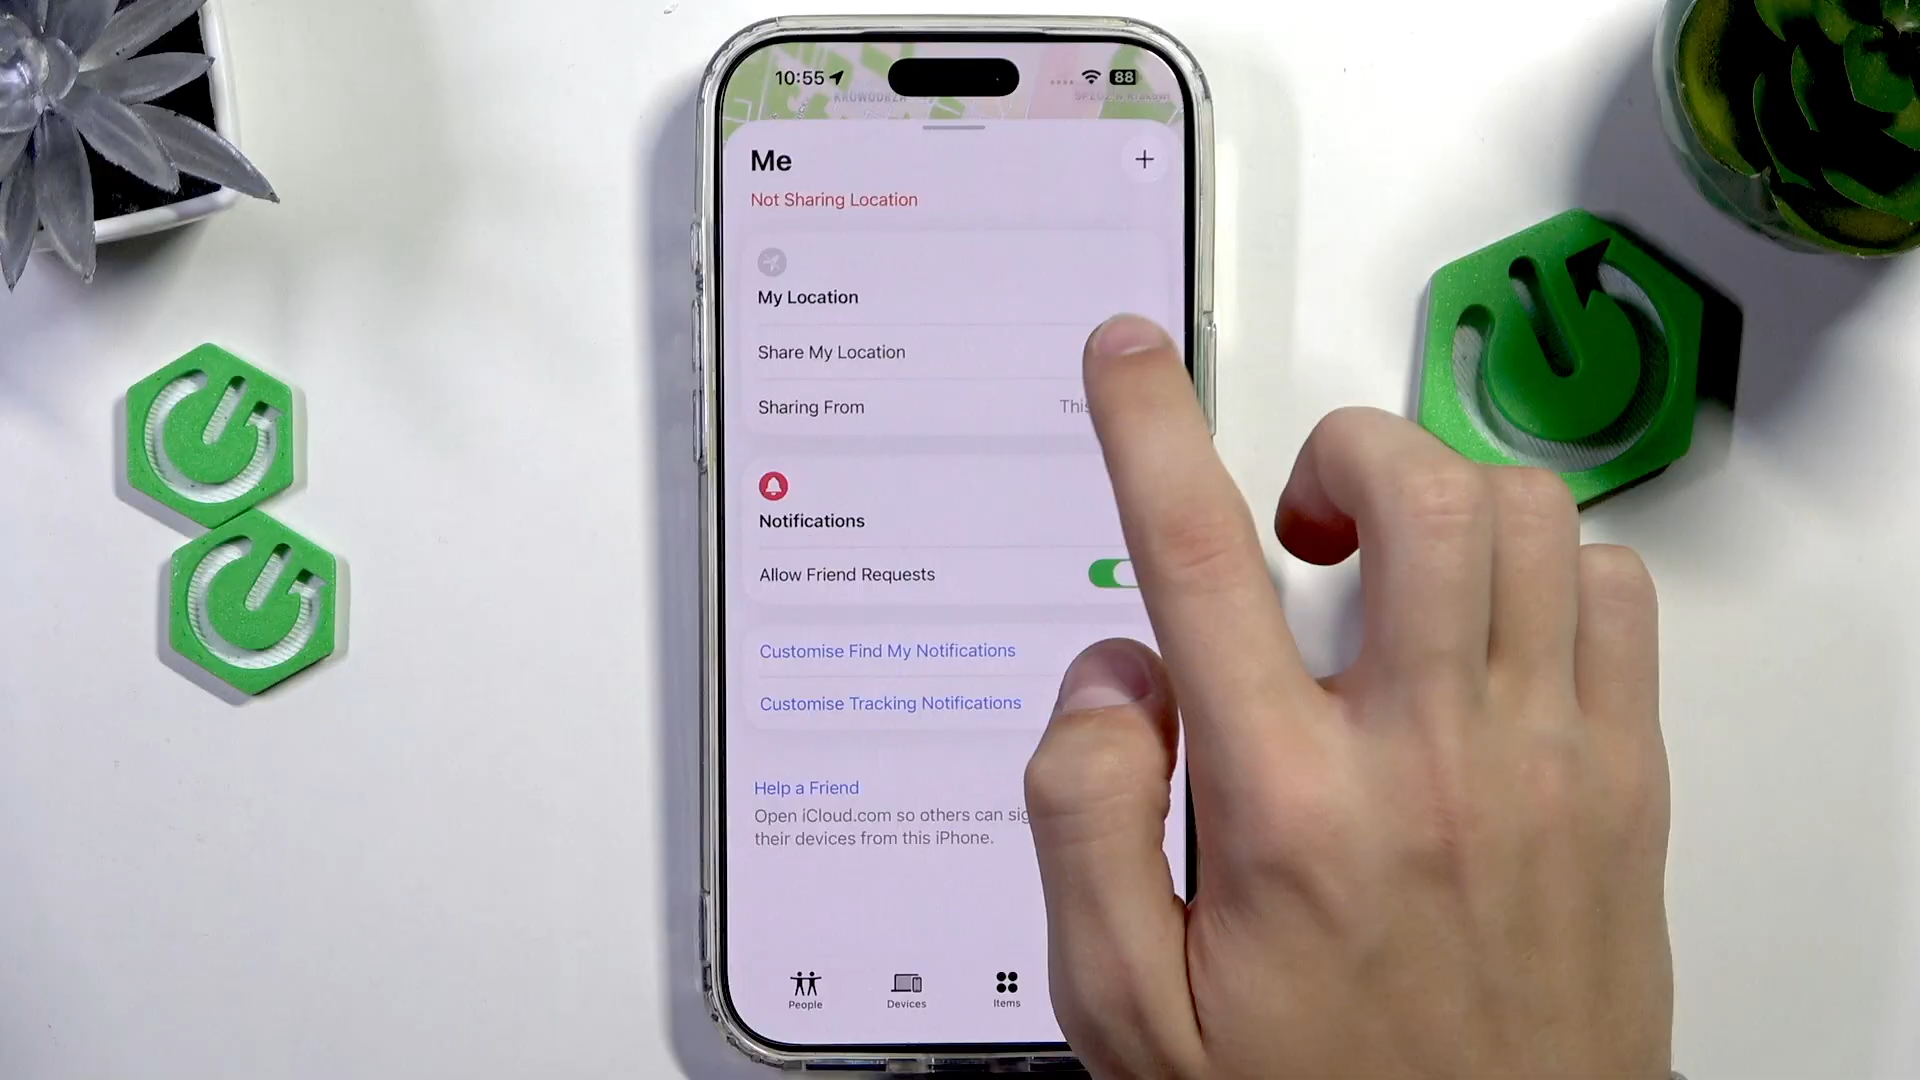 10:55
88
KROWODRZA
Me
Not Sharing Location
My Location
Share My Location
Sharing From
This
Notifications
Allow Friend Requests
Customise Find My Notifications
Customise Tracking Notifications
Help a Friend
Open iCloud.com so others can
their devices from this iPhone.
People
Devices
Items